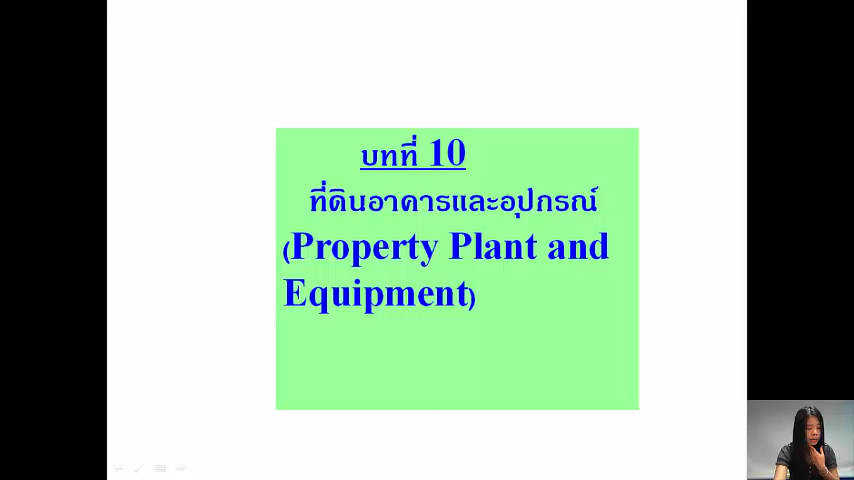 บทที่ 10
ที่ดินอาคารและอุปกรณ์
(Property Plant and
Equipment)